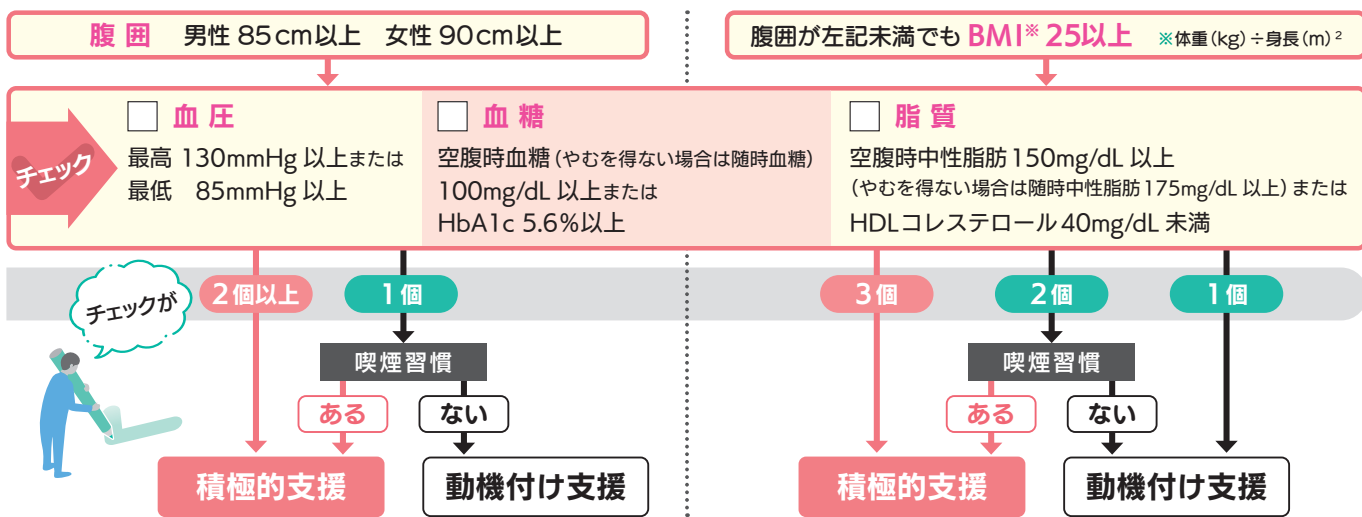 腹囲 男性 85cm以上 女性 90cm以上
腹囲が左記未満でも BMI※ 25以上 ※体重(kg)÷身長(m)2
チェック
血圧
最高 130mmHg 以上または
最低 85mmHg 以上
血糖
空腹時血糖(やむを得ない場合は随時血糖)
100mg/dL 以上または
HbA1c 5.6%以上
脂質
空腹時中性脂肪 150mg/dL 以上
(やむを得ない場合は随時中性脂肪 175mg/dL 以上)または
HDLコレステロール 40mg/dL 未満
チェックが
2個以上
1個
3個
2個
1個
喫煙習慣
喫煙習慣
ある
ない
ある
ない
積極的支援
動機付け支援
積極的支援
動機付け支援